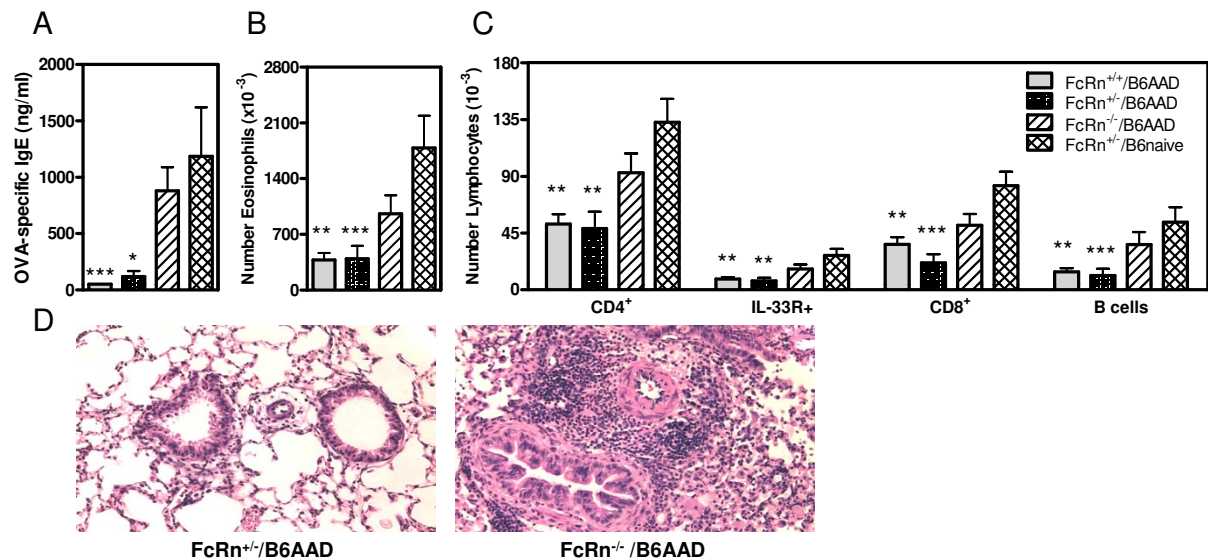 A
OVA-specific IgE (ng/ml)
2000
1500
1000
500
0
***
*
B
Number Eosinophils (x10⁻³)
2800
2100
1400
700
0
**
***
C
Number Lymphocytes (10⁻³)
180
135
90
45
0
** **
** **
** ***
** ***
CD4⁺ IL-33R+ CD8⁺ B cells
FcRn⁺/⁺/B6AAD
FcRn⁺/⁻/B6AAD
FcRn⁻/⁻/B6AAD
FcRn⁺/⁻/B6naive
D
FcRn⁺/⁻/B6AAD
FcRn⁻/⁻ /B6AAD